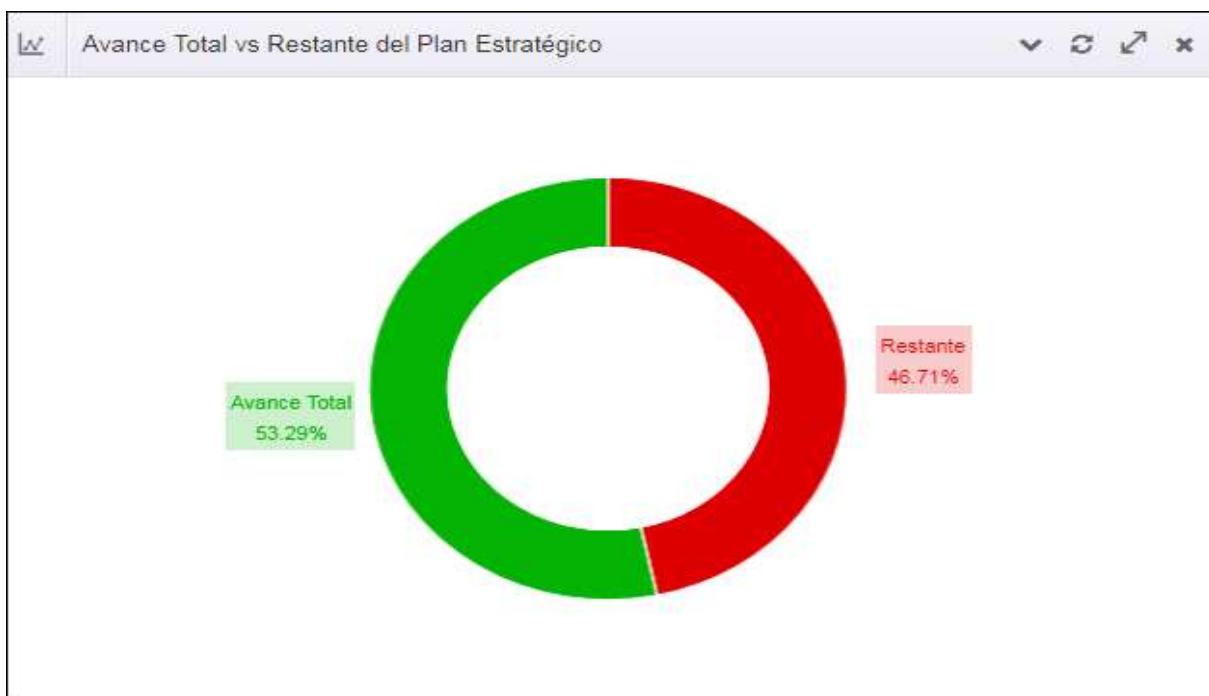 Avance Total vs Restante del Plan Estratégico
Restante
46.71%
Avance Total
53.29%